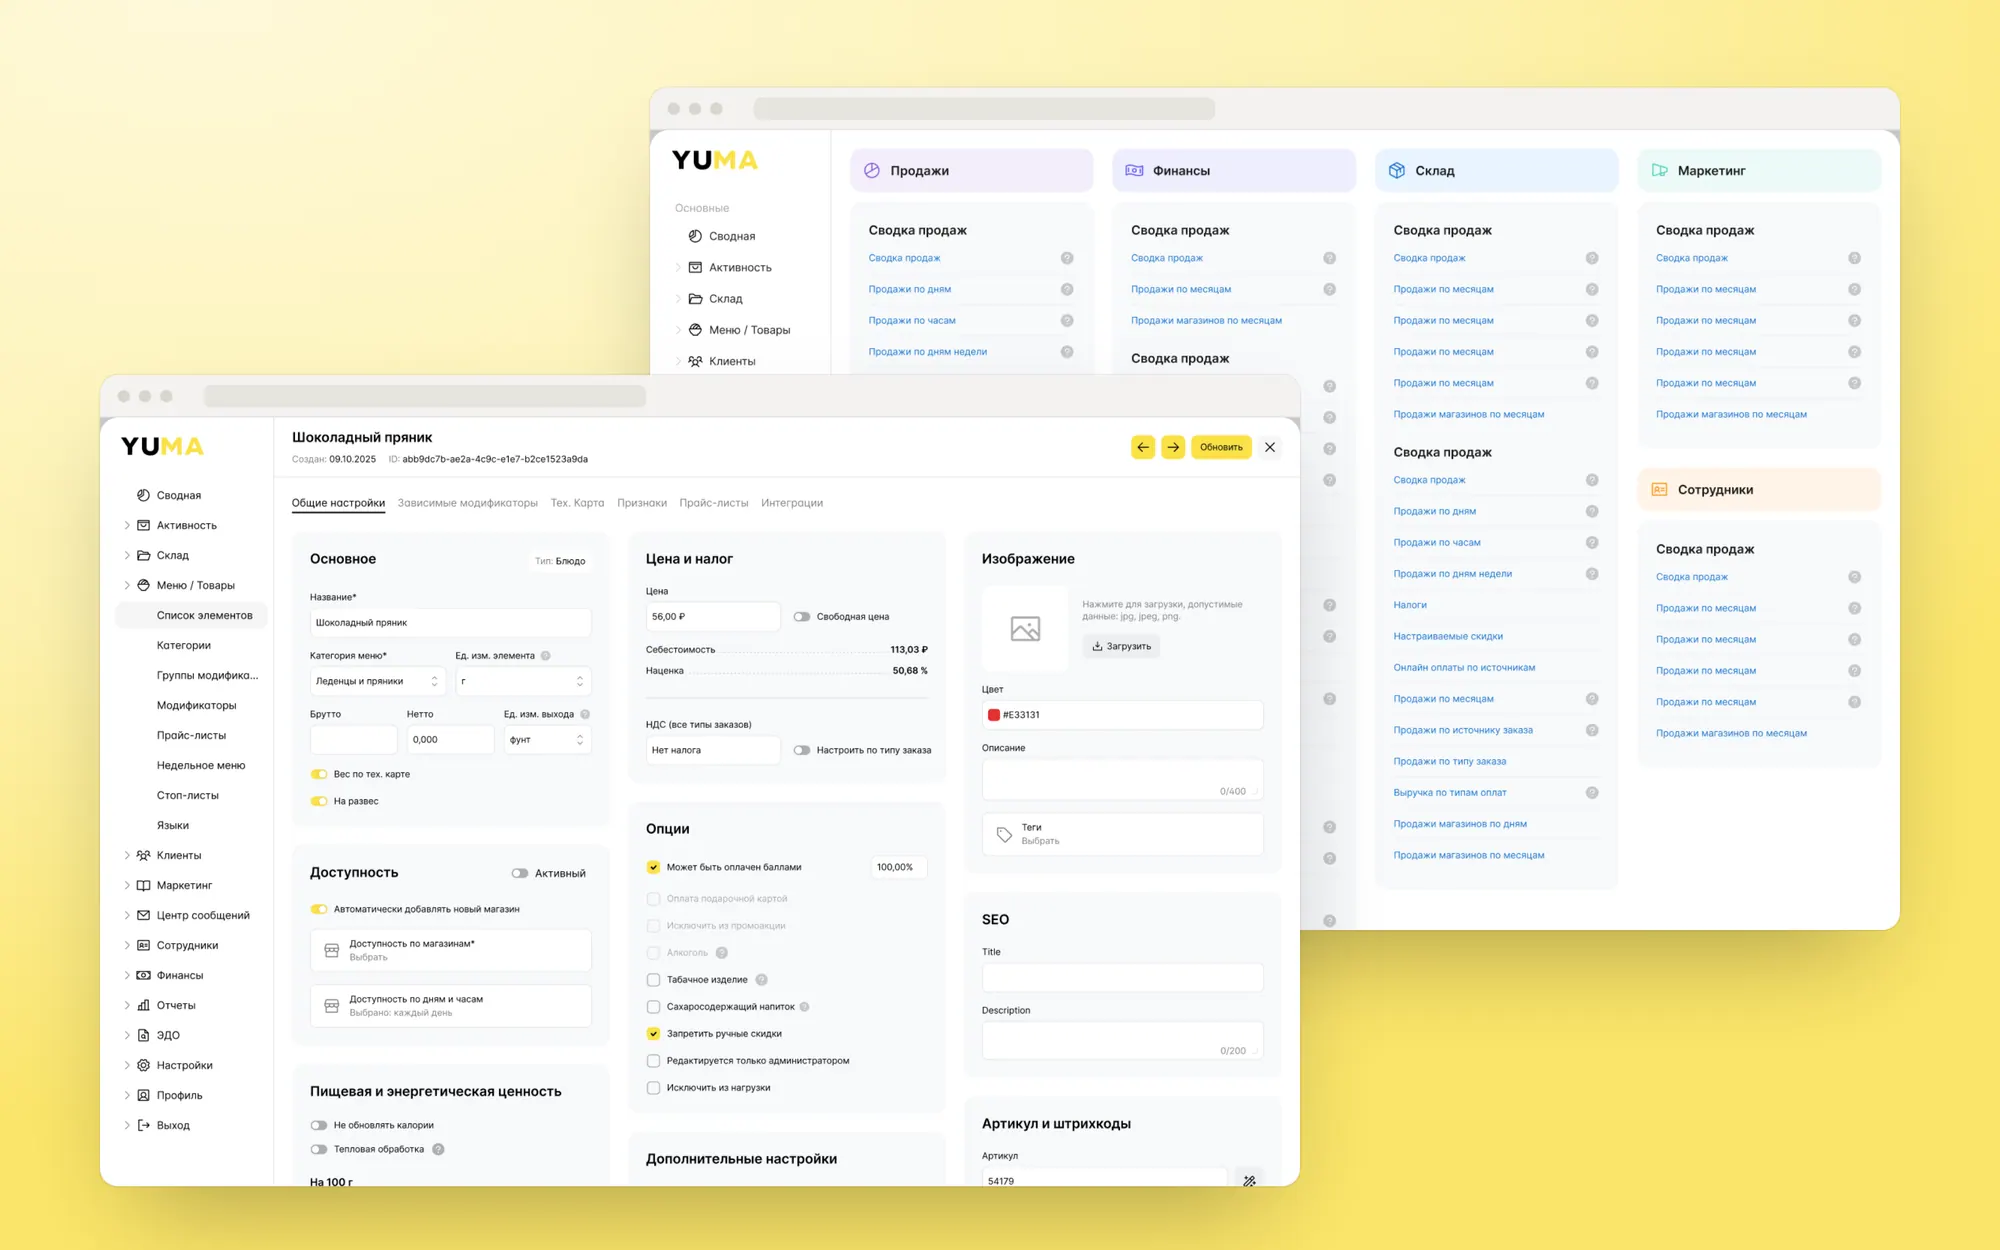 YUMA
Основные
Сводная
Активность
Склад
Меню / Товары
Клиенты
Продажи
Сводка продаж
Сводка продаж
Продажи по дням
Продажи по часам
Продажи по дням недели
Финансы
Сводка продаж
Сводка продаж
Продажи по месяцам
Продажи магазинов по месяцам
Сводка продаж
Склад
Сводка продаж
Сводка продаж
Продажи по месяцам
Продажи по месяцам
Продажи по месяцам
Продажи по месяцам
Продажи магазинов по месяцам
Сводка продаж
Сводка продаж
Продажи по дням
Продажи по часам
Продажи по дням недели
Налоги
Настраиваемые скидки
Онлайн оплаты по источникам
Продажи по месяцам
Продажи по источнику заказа
Продажи по типу заказа
Выручка по типам оплат
Продажи магазинов по дням
Продажи магазинов по месяцам
Маркетинг
Сводка продаж
Сводка продаж
Продажи по месяцам
Продажи по месяцам
Продажи по месяцам
Продажи по месяцам
Продажи магазинов по месяцам
Сотрудники
Сводка продаж
Сводка продаж
Продажи по месяцам
Продажи по месяцам
Продажи по месяцам
Продажи по месяцам
Продажи магазинов по месяцам
YUMA
Сводная
Активность
Склад
Меню / Товары
Список элементов
Категории
Группы модифика...
Модификаторы
Прайс-листы
Недельное меню
Стоп-листы
Языки
Клиенты
Маркетинг
Центр сообщений
Сотрудники
Финансы
Отчеты
ЭДО
Настройки
Профиль
Выход
Шоколадный пряник
Создан: 09.10.2025 ID: abb9dc7b-ae2a-4c9c-e1e7-b2ce1523a9da
Обновить
Общие настройки Зависимые модификаторы Тех. Карта Признаки Прайс-листы Интеграции
Основное
Тип: Блюдо
Название*
Шоколадный пряник
Категория меню* Ед. изм. элемента
Леденцы и пряники г
Брутто Нетто Ед. изм. выхода
0,000 фунт
Вес по тех. карте
На развес
Доступность
Активный
Автоматически добавлять новый магазин
Доступность по магазинам*
Выбрать
Доступность по дням и часам
Выбрано: каждый день
Пищевая и энергетическая ценность
Не обновлять калории
Тепловая обработка
На 100 г
Цена и налог
Цена
56,00 ₽ Свободная цена
Себестоимость 113,03 ₽
Наценка 50,68 %
НДС (все типы заказов)
Нет налога Настроить по типу заказа
Опции
Может быть оплачен баллами 100,00%
Оплата подарочной картой
Исключить из промоакции
Алкоголь
Табачное изделие
Сахаросодержащий напиток
Запретить ручные скидки
Редактируется только администратором
Исключить из нагрузки
Дополнительные настройки
Изображение
Нажмите для загрузки, допустимые
данные: jpg, jpeg, png.
Загрузить
Цвет
#E33131
Описание
0/400
Теги
Выбрать
SEO
Title
Description
0/200
Артикул и штрихкоды
Артикул
54179